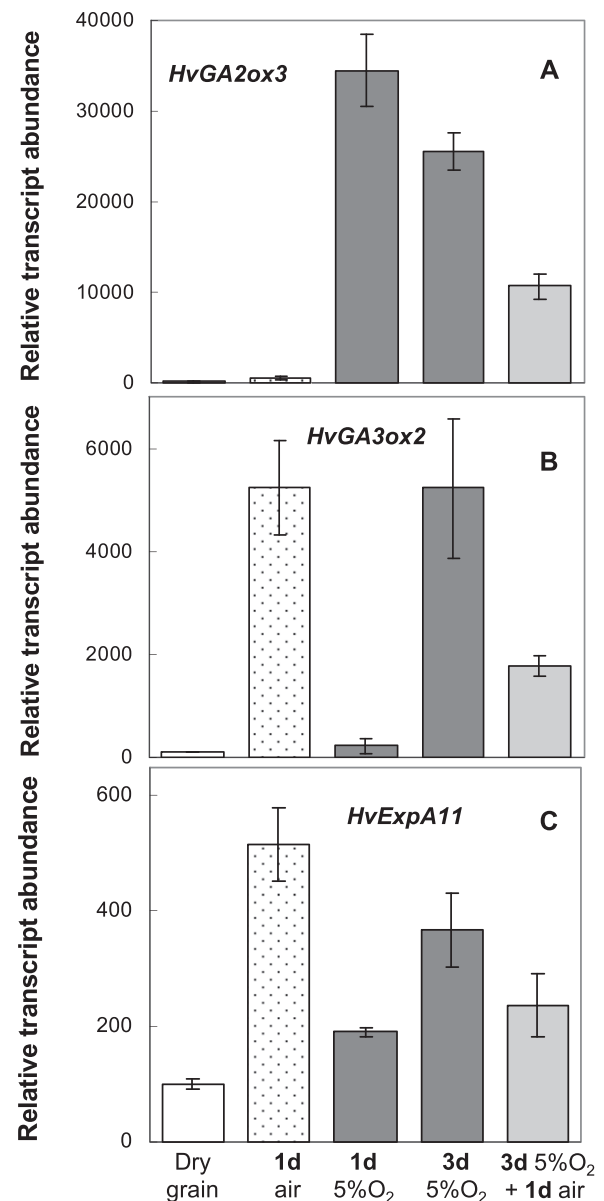 Relative transcript abundance
40000
30000
20000
10000
0
HvGA2ox3
A
Relative transcript abundance
6000
4000
2000
0
HvGA3ox2
B
Relative transcript abundance
600
400
200
0
HvExpA11
C
Dry 1d 1d 3d 3d 5%O₂
grain air 5%O₂ 5%O₂ + 1d air